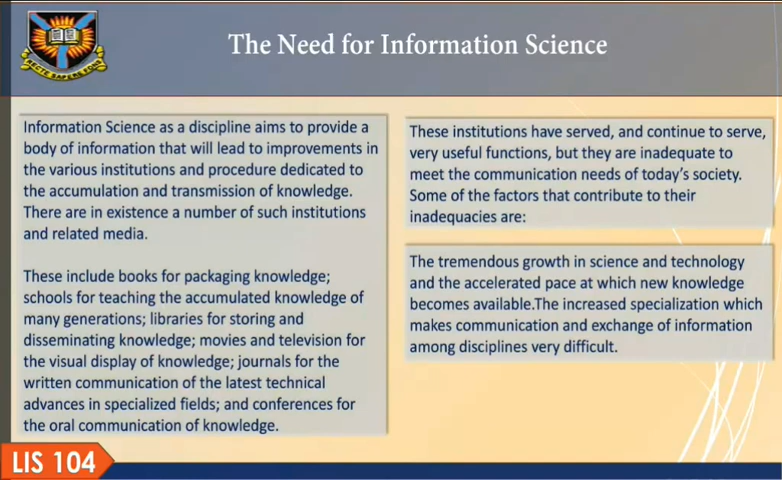 The Need for Information Science
Information Science as a discipline aims to provide a
body of information that will lead to improvements in
the various institutions and procedure dedicated to
the accumulation and transmission of knowledge.
There are in existence a number of such institutions
and related media.
These include books for packaging knowledge;
schools for teaching the accumulated knowledge of
many generations; libraries for storing and
disseminating knowledge; movies and television for
the visual display of knowledge; journals for the
written communication of the latest technical
advances in specialized fields; and conferences for
the oral communication of knowledge.
These institutions have served, and continue to serve,
very useful functions, but they are inadequate to
meet the communication needs of today's society.
Some of the factors that contribute to their
inadequacies are:
The tremendous growth in science and technology
and the accelerated pace at which new knowledge
becomes available.The increased specialization which
makes communication and exchange of information
among disciplines very difficult.
LIS 104